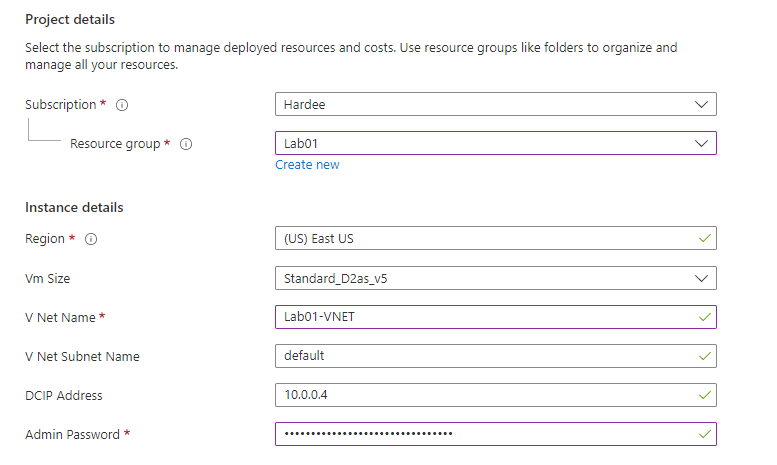 Project details
Select the subscription to manage deployed resources and costs. Use resource groups like folders to organize and
manage all your resources.
Subscription *
Hardee
Resource group *
Lab01
Create new
Instance details
Region *
(US) East US
Vm Size
Standard_D2as_v5
V Net Name *
Lab01-VNET
V Net Subnet Name
default
DCIP Address
10.0.0.4
Admin Password *
••••••••••••••••••••••••••••••••